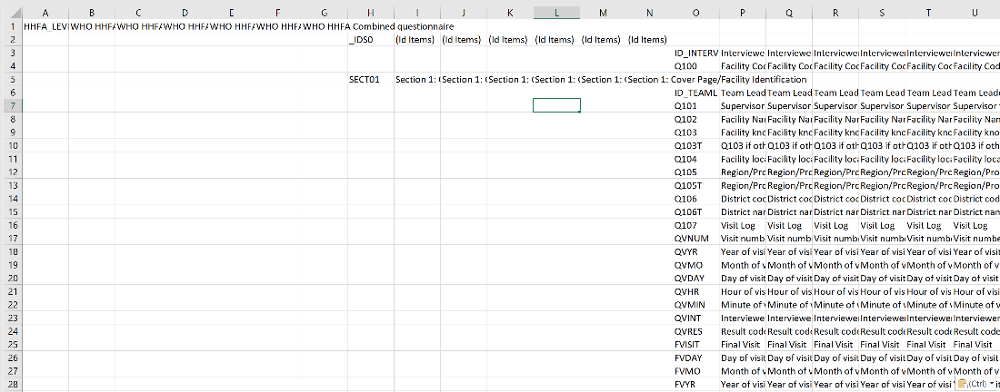 A B C D E F G H I J K L M N O P Q R S T U
1 HHFA_LEVI WHO HHF/ WHO HHF/ WHO HHF/ WHO HHF/ WHO HHF/ WHO HHFA Combined questionnaire
2 _IDS0 (Id Items) (Id Items) (Id Items) (Id Items) (Id Items) (Id Items)
3 ID_INTERV Interviewe Interviewe Interviewe Interviewe Interviewe Interviewer
4 Q100 Facility Coc Facility Coc Facility Coc Facility Coc Facility Coc Facility Cod
5 SECT01 Section 1: ( Section 1: ( Section 1: ( Section 1: ( Section 1: ( Section 1: Cover Page/Facility Identification
6 ID_TEAML Team Lead Team Lead Team Lead Team Lead Team Lead Team Leade
7 Q101 Supervisor Supervisor Supervisor Supervisor Supervisor Supervisor
8 Q102 Facility Nar Facility Nar Facility Nar Facility Nar Facility Nar Facility Nam
9 Q103 Facility knc Facility knc Facility knc Facility knc Facility knc Facility kno
10 Q103T Q103 if oth Q103 if oth Q103 if oth Q103 if oth Q103 if oth Q103 if oth
11 Q104 Facility loca Facility loca Facility loca Facility loca Facility loca Facility loca
12 Q105 Region/Prc Region/Prc Region/Prc Region/Prc Region/Prc Region/Pro
13 Q105T Region/Prc Region/Prc Region/Prc Region/Prc Region/Prc Region/Pro
14 Q106 District coc District coc District coc District coc District coc District cod
15 Q106T District nar District nar District nar District nar District nar District nam
16 Q107 Visit Log Visit Log Visit Log Visit Log Visit Log Visit Log
17 QVNUM Visit numb Visit numb Visit numb Visit numb Visit numb Visit numbe
18 QVYR Year of visi Year of visi Year of visi Year of visi Year of visi Year of visit
19 QVMO Month of v Month of v Month of v Month of v Month of v Month of v
20 QVDAY Day of visit Day of visit Day of visit Day of visit Day of visit Day of visit
21 QVHR Hour of vis Hour of vis Hour of vis Hour of vis Hour of vis Hour of visi
22 QVMIN Minute of Minute of Minute of Minute of Minute of Minute of
23 QVINT Interviewe Interviewe Interviewe Interviewe Interviewe Interviewer
24 QVRES Result code Result code Result code Result code Result code Result code
25 FVISIT Final Visit Final Visit Final Visit Final Visit Final Visit Final Visit
26 FVDAY Day of visit Day of visit Day of visit Day of visit Day of visit Day of visit
27 FVMO Month of v Month of v Month of v Month of v Month of v Month of v
28 FVYR Year of visi Year of visi Year of visi Year of visi Year of visi (Ctrl)